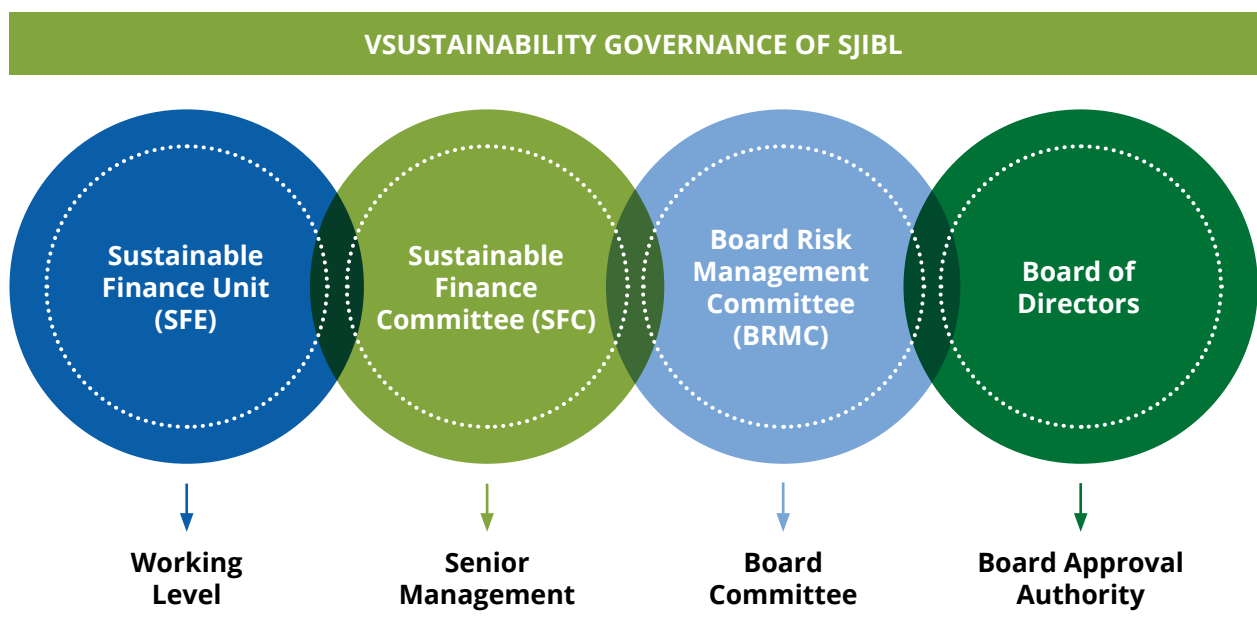 VSUSTAINABILITY GOVERNANCE OF SJIBL
Sustainable
Finance Unit
(SFE)
Sustainable
Finance
Committee (SFC)
Board Risk
Management
Committee
(BRMC)
Board of
Directors
Working
Level
Senior
Management
Board
Committee
Board Approval
Authority